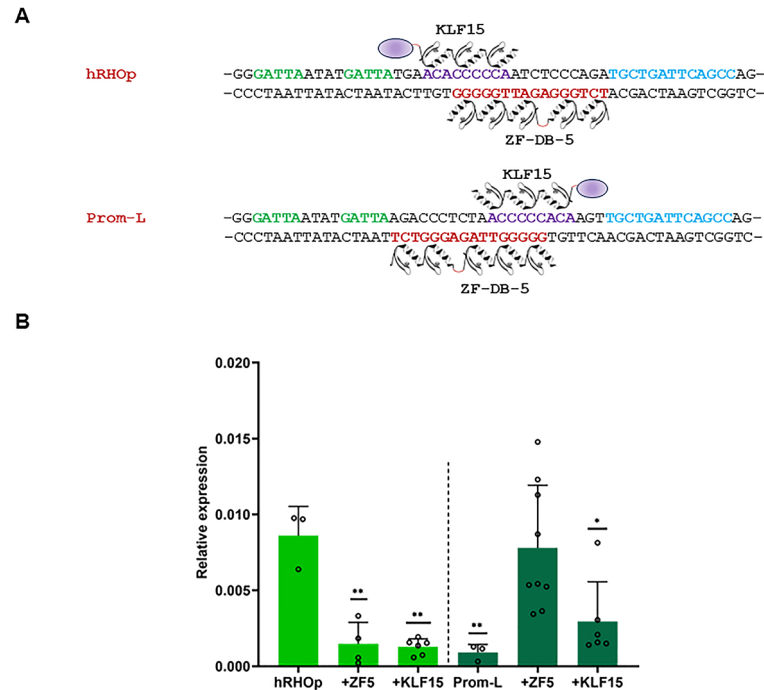 A
KLF15
hRHOp
–GGGATTAATATGATTATGAACACCCCCAATCTCCCAGATGCTGATTCAGCCAG–
–CCCTAATTATACTAATACTTGTGGGGGTTAGAGGGTCTACGACTAAGTCGGTC–
ZF-DB-5
KLF15
Prom-L
–GGGATTAATATGATTAAGACCCTCTAACCCCCACAAGTTGCTGATTCAGCCAG–
–CCCTAATTATACTAATTCTGGGAGATTGGGGGTGTTCAACGACTAAGTCGGTC–
ZF-DB-5
B
Relative expression
0.020
0.015
0.010
0.005
0.000
**
**
**
*
hRHOp +ZF5 +KLF15 Prom-L +ZF5 +KLF15